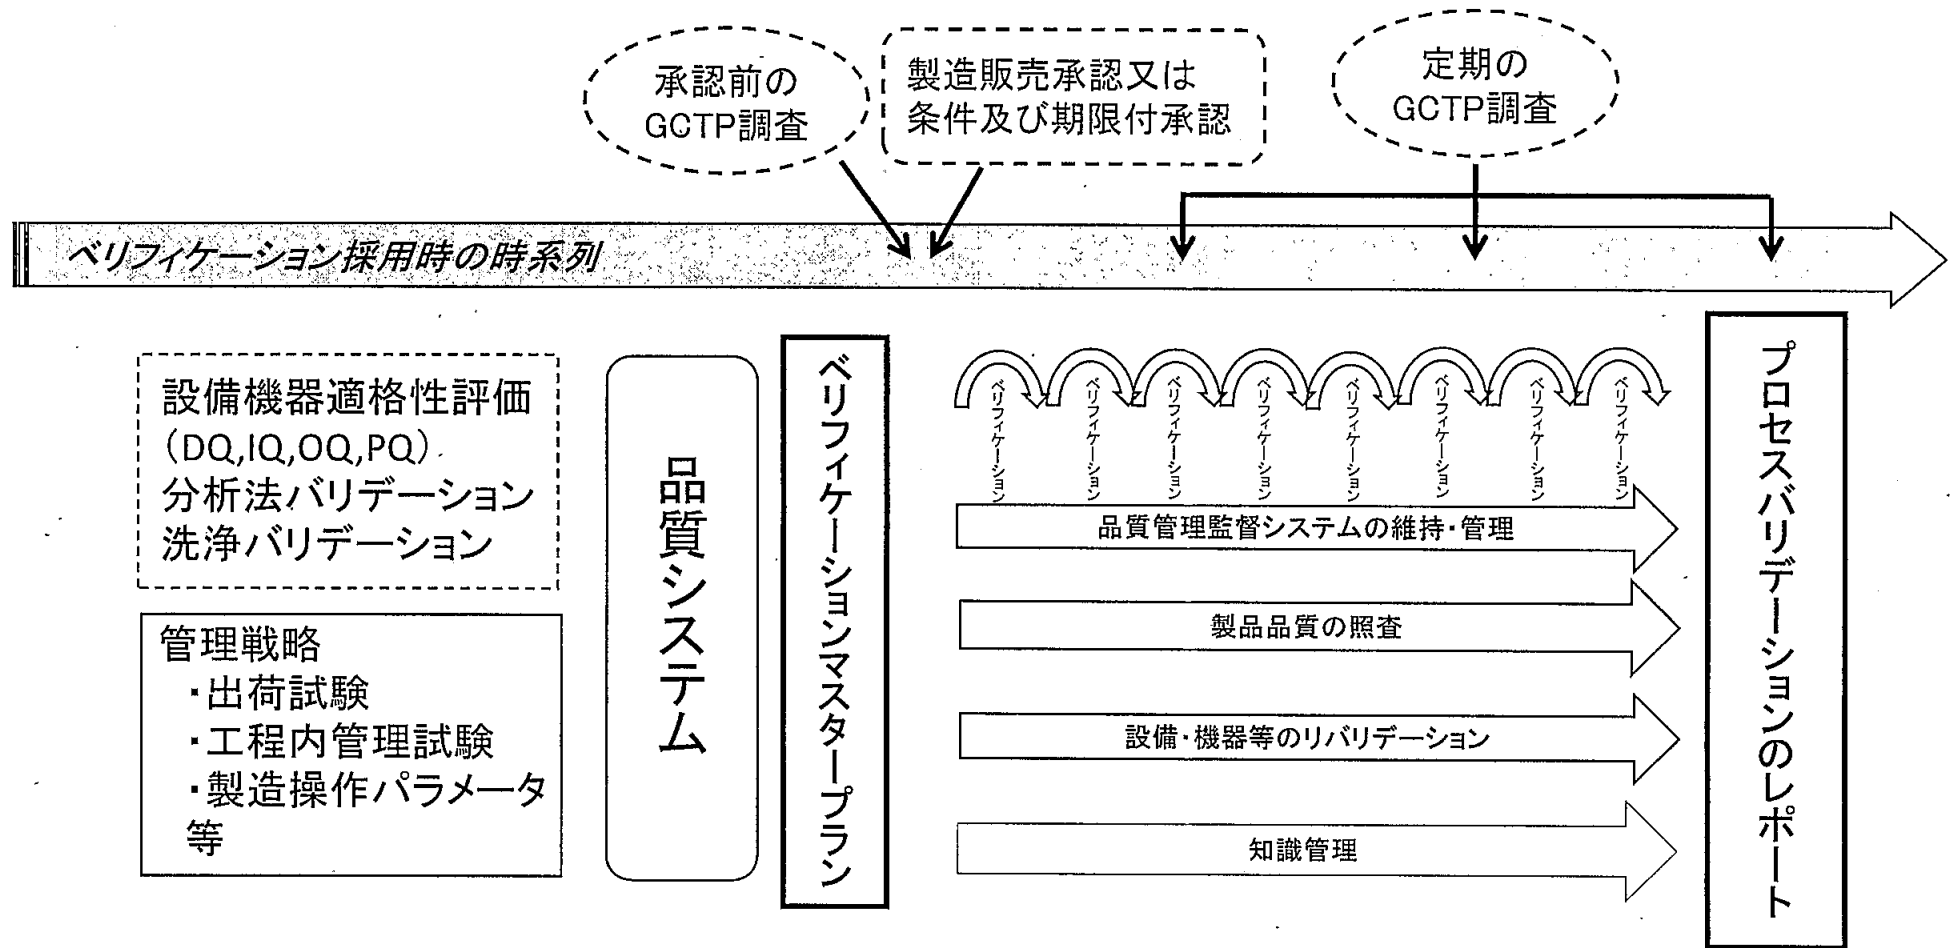 承認前の
GCTP調査
製造販売承認又は
条件及び期限付承認
定期の
GCTP調査
ベリフィケーション採用時の時系列
設備機器適格性評価
（DQ,IQ,OQ,PQ）
分析法バリデーション
洗浄バリデーション
管理戦略
・出荷試験
・工程内管理試験
・製造操作パラメータ
等
品質システム
ベリフィケーションマスタープラン
ベリフィケーション
ベリフィケーション
ベリフィケーション
ベリフィケーション
ベリフィケーション
ベリフィケーション
ベリフィケーション
ベリフィケーション
品質管理監督システムの維持・管理
製品品質の照査
設備・機器等のリバリデーション
知識管理
プロセスバリデーションのレポート